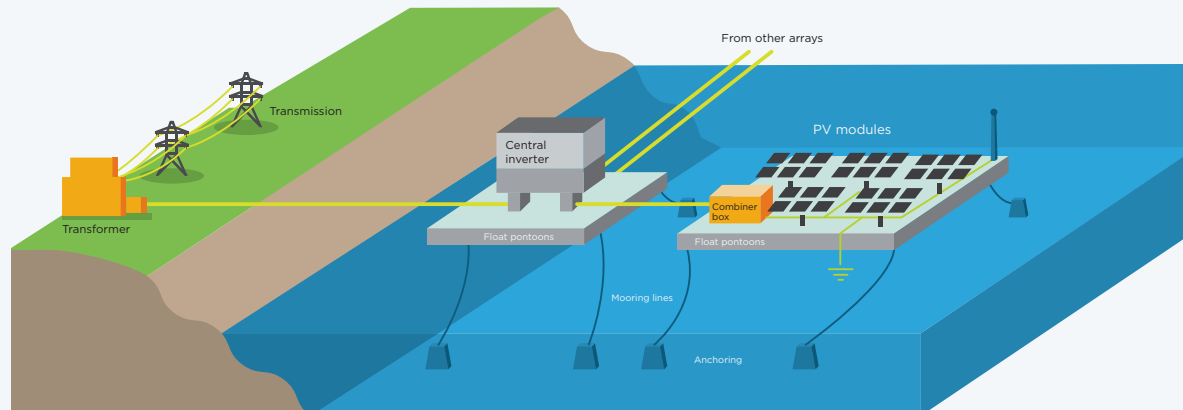 From other arrays
Transmission
PV modules
Central
inverter
Combiner
box
Transformer
Float pontoons
Float pontoons
Mooring lines
Anchoring